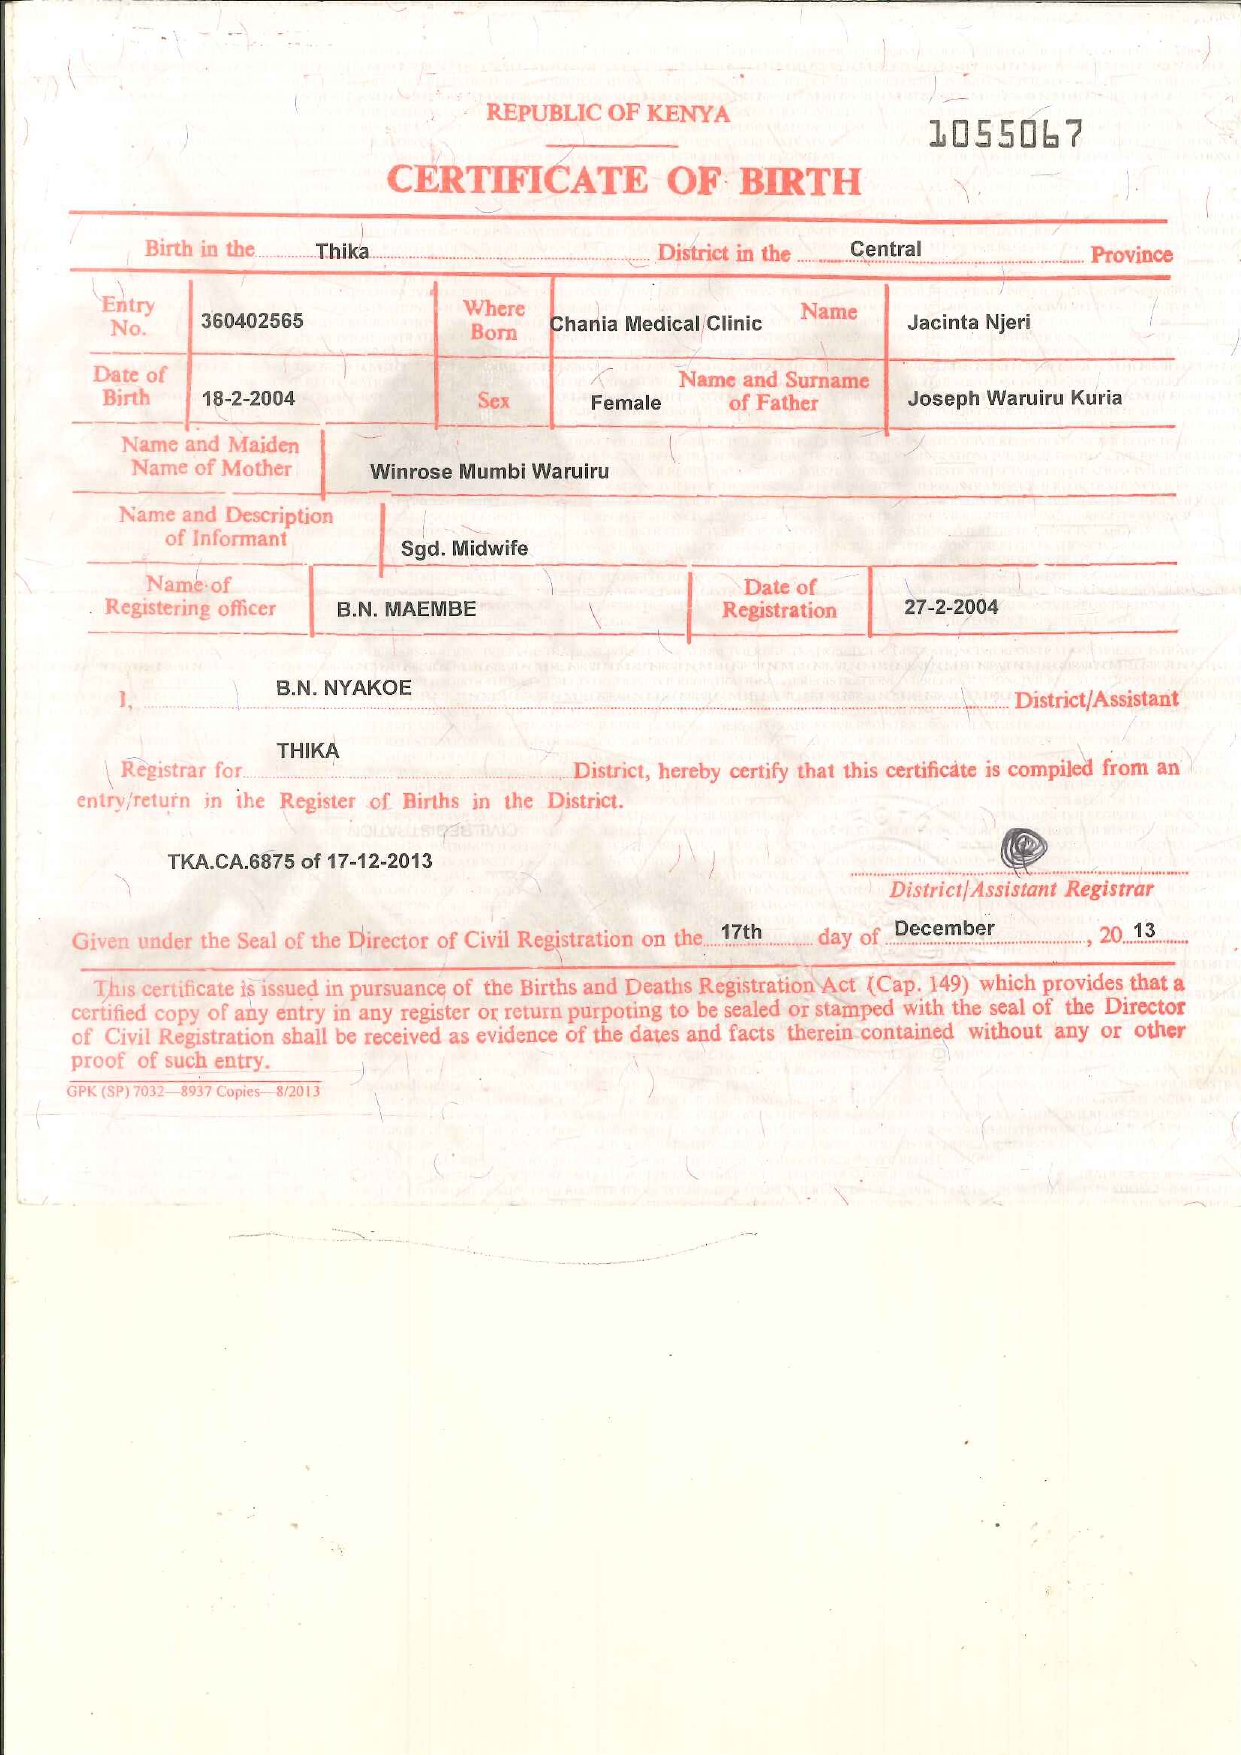 REPUBLIC OF KENYA
1055067
CERTIFICATE OF BIRTH
Birth in the Thika District in the Central Province
Entry No. 360402565 Where Born Chania Medical Clinic Name Jacinta Njeri
Date of Birth 18-2-2004 Sex Female Name and Surname of Father Joseph Waruiru Kuria
Name and Maiden Name of Mother Winrose Mumbi Waruiru
Name and Description of Informant Sgd. Midwife
Name of Registering officer B.N. MAEMBE Date of Registration 27-2-2004
I, B.N. NYAKOE District/Assistant
Registrar for THIKA District, hereby certify that this certificate is compiled from an
entry/return in the Register of Births in the District.
CIVIL REGISTRATION
TKA.CA.6875 of 17-12-2013
District/Assistant Registrar
Given under the Seal of the Director of Civil Registration on the 17th day of December, 20 13
This certificate is issued in pursuance of the Births and Deaths Registration Act (Cap. 149) which provides that a
certified copy of any entry in any register or return purpoting to be sealed or stamped with the seal of the Director
of Civil Registration shall be received as evidence of the dates and facts therein contained without any or other
proof of such entry.
GPK (SP) 7032—8937 Copies—8/2013